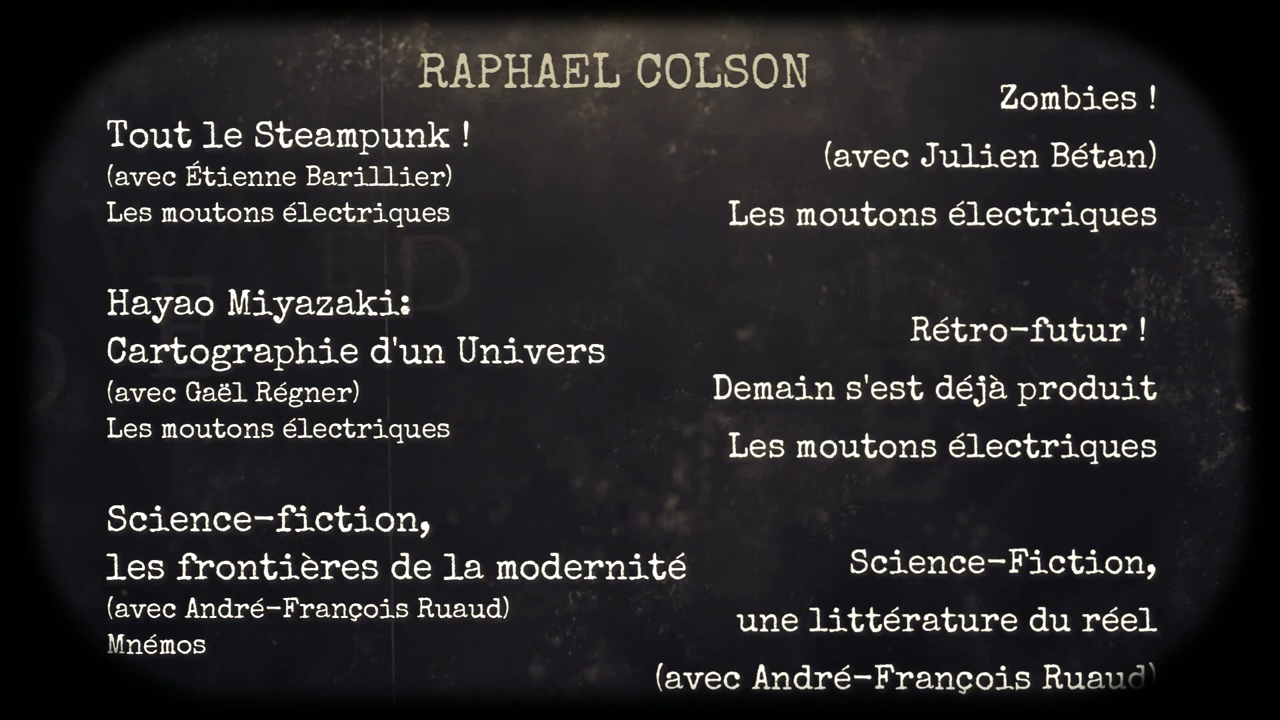 RAPHAEL COLSON
Tout le Steampunk !
(avec Étienne Barillier)
Les moutons électriques
Hayao Miyazaki:
Cartographie d'un Univers
(avec Gaël Régner)
Les moutons électriques
Science-fiction,
les frontières de la modernité
(avec André-François Ruaud)
Mnémos
Zombies !
(avec Julien Bétan)
Les moutons électriques
Rétro-futur !
Demain s'est déjà produit
Les moutons électriques
Science-Fiction,
une littérature du réel
(avec André-François Ruaud)